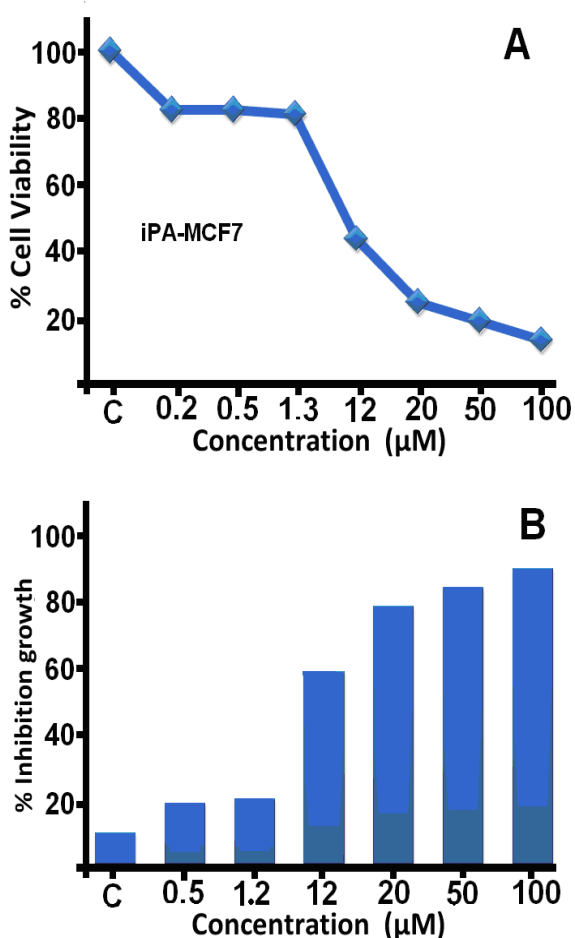 A
100
80
60
40
20
% Cell Viability
iPA-MCF7
C 0.2 0.5 1.3 12 20 50 100
Concentration (µM)
B
100
80
60
40
20
% Inhibition growth
C 0.5 1.2 12 20 50 100
Concentration (µM)